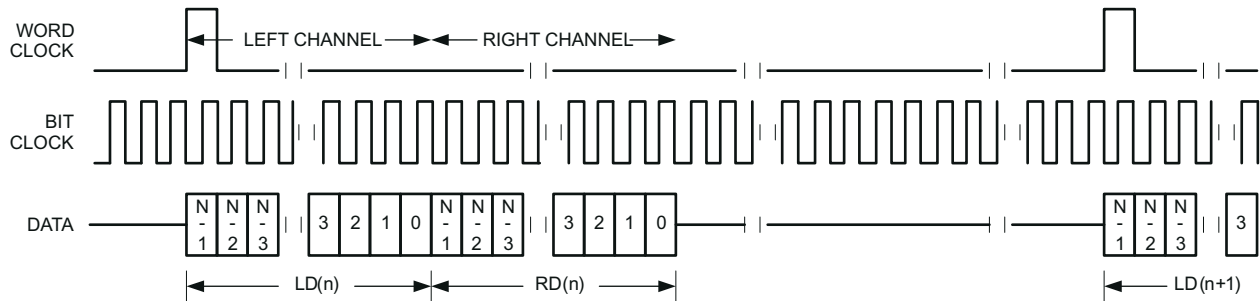 WORD
CLOCK
LEFT CHANNEL
RIGHT CHANNEL
BIT
CLOCK
DATA
N
-
1
N
-
2
N
-
3
3
2
1
0
N
-
1
N
-
2
N
-
3
3
2
1
0
N
-
1
N
-
2
N
-
3
3
LD(n)
RD(n)
LD(n+1)